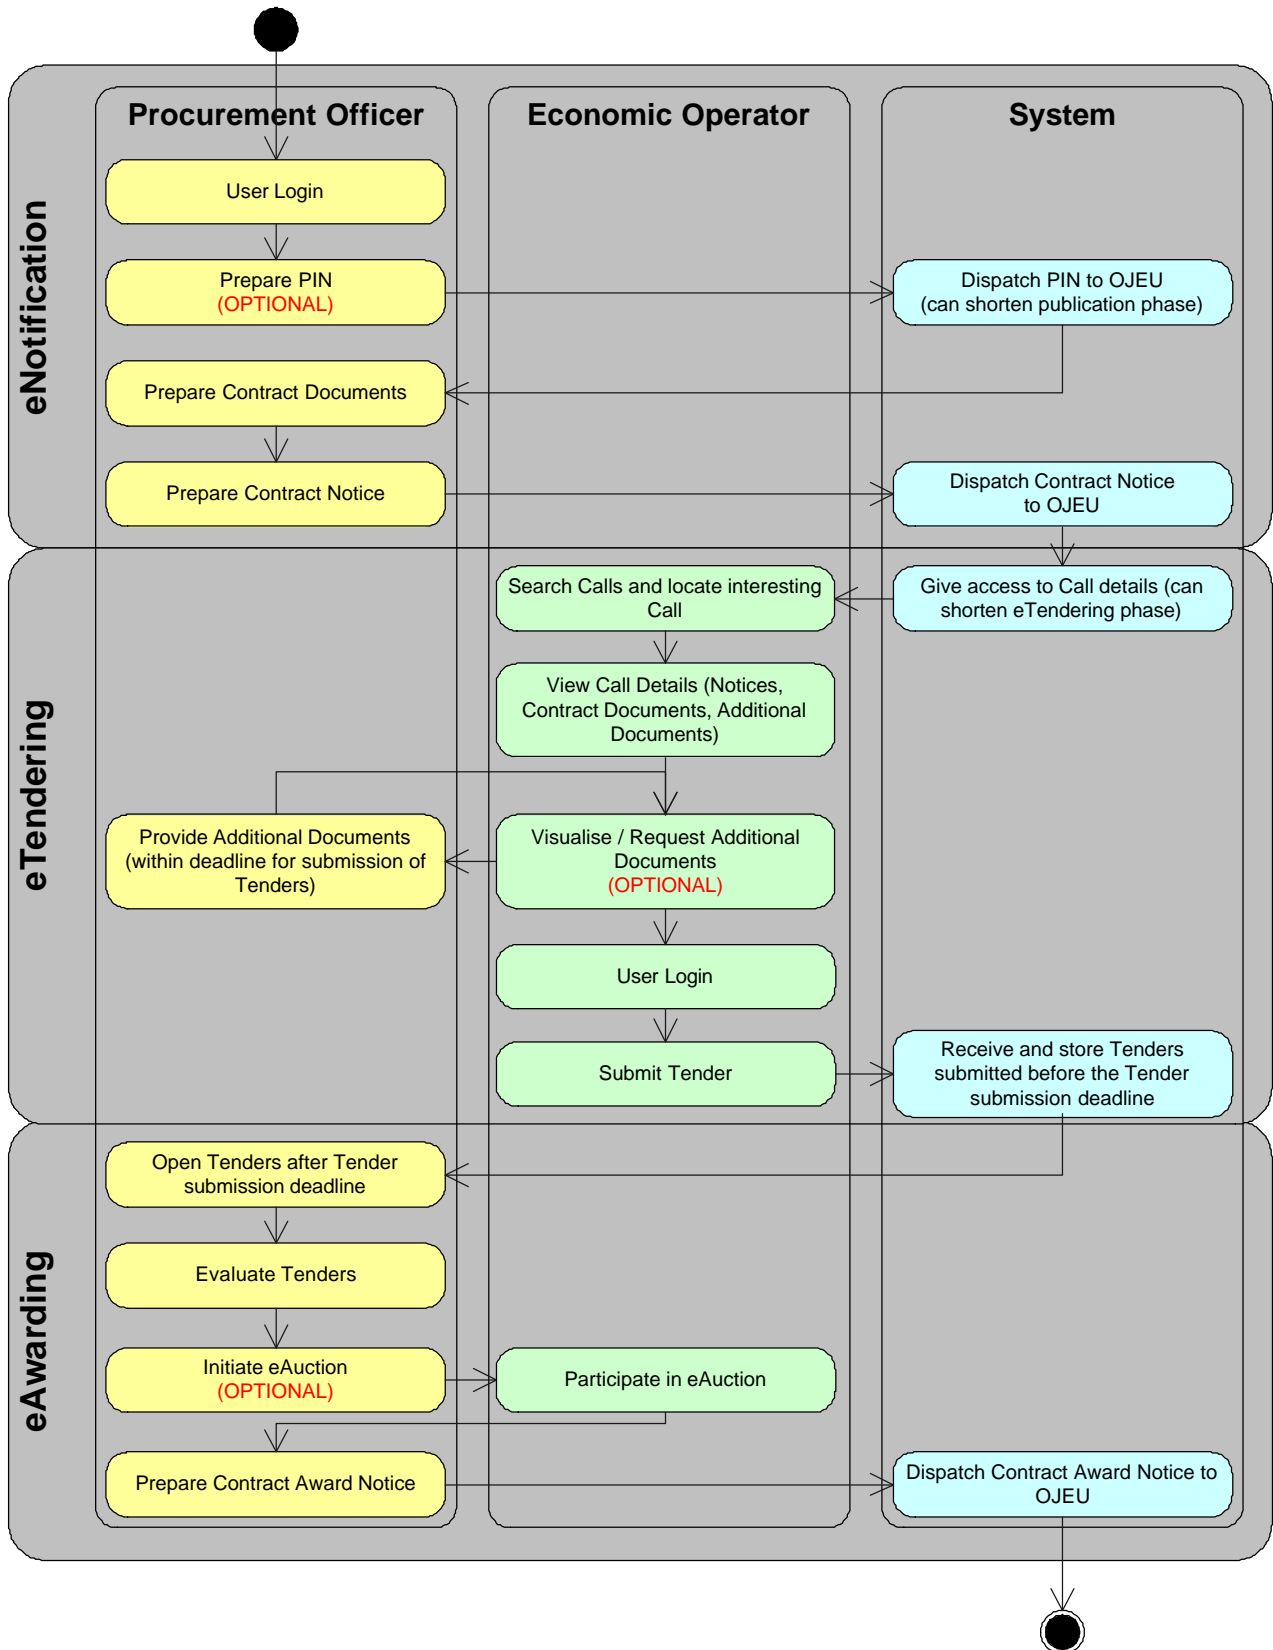 Procurement Officer
Economic Operator
System
eNotification
User Login
Prepare PIN
(OPTIONAL)
Dispatch PIN to OJEU
(can shorten publication phase)
Prepare Contract Documents
Prepare Contract Notice
Dispatch Contract Notice
to OJEU
eTendering
Search Calls and locate interesting
Call
Give access to Call details (can
shorten eTendering phase)
View Call Details (Notices,
Contract Documents, Additional
Documents)
Provide Additional Documents
(within deadline for submission of
Tenders)
Visualise / Request Additional
Documents
(OPTIONAL)
User Login
Submit Tender
Receive and store Tenders
submitted before the Tender
submission deadline
eAwarding
Open Tenders after Tender
submission deadline
Evaluate Tenders
Initiate eAuction
(OPTIONAL)
Participate in eAuction
Prepare Contract Award Notice
Dispatch Contract Award Notice to
OJEU